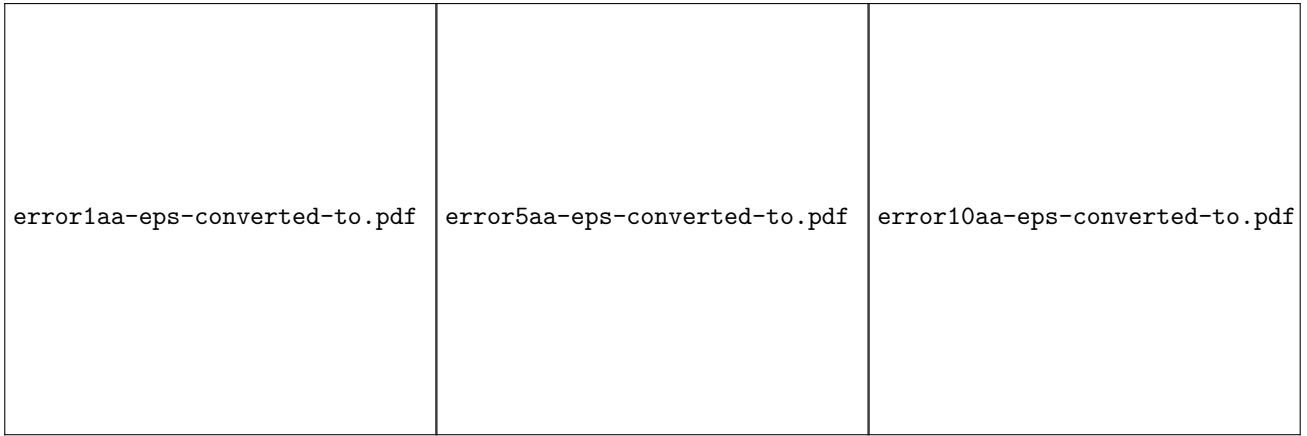 error1aa-eps-converted-to.pdf
error5aa-eps-converted-to.pdf
error10aa-eps-converted-to.pdf